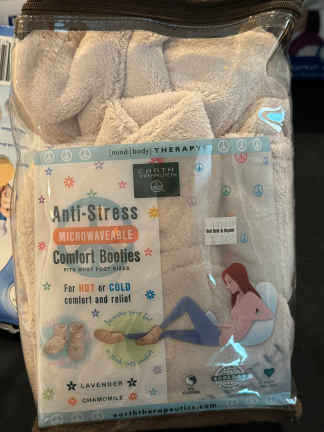 [mind|body] THERAPY
EARTH
THERAPEUTICS
Anti-Stress
MICROWAVEABLE
Comfort Booties
FITS MOST FOOT SIZES
For HOT or COLD
comfort and relief
LAVENDER
CHAMOMILE
earththerapeutics.com